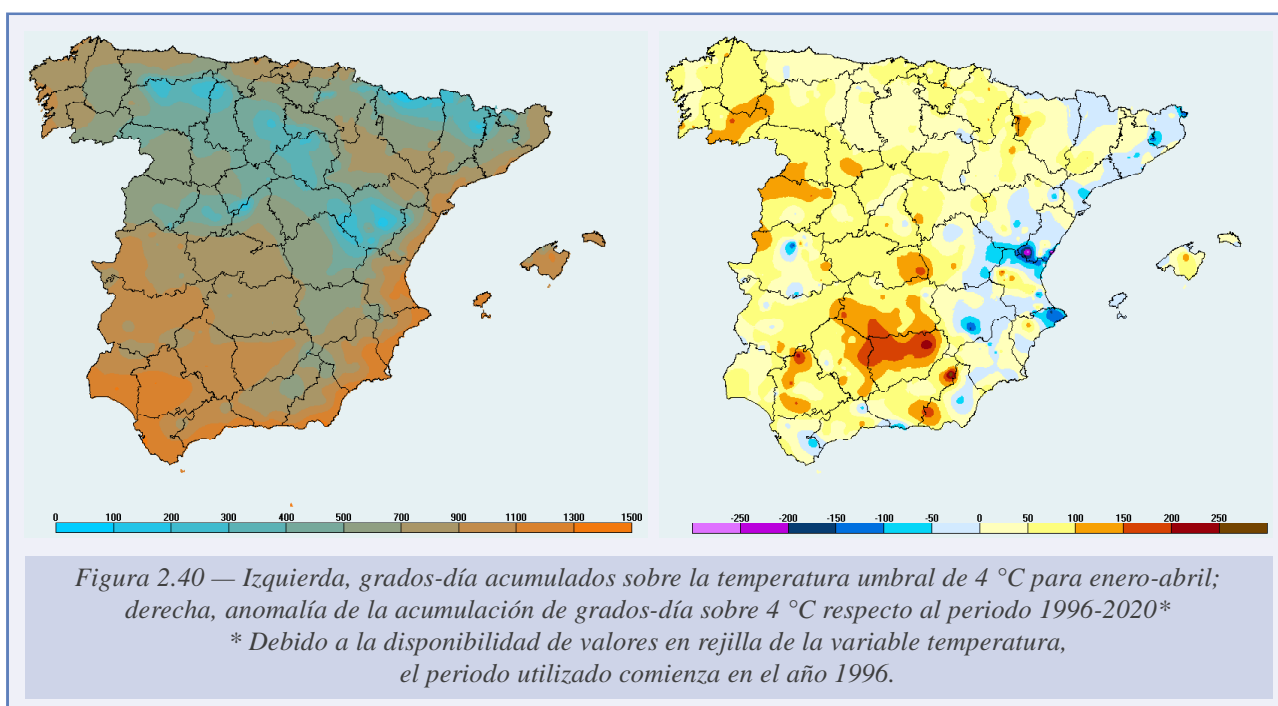 0 100 200 300 400 500 700 900 1100 1300 1500
-250 -200 -150 -100 -50 0 50 100 150 200 250
Figura 2.40 — Izquierda, grados-día acumulados sobre la temperatura umbral de 4 °C para enero-abril;
derecha, anomalía de la acumulación de grados-día sobre 4 °C respecto al periodo 1996-2020*
* Debido a la disponibilidad de valores en rejilla de la variable temperatura,
el periodo utilizado comienza en el año 1996.